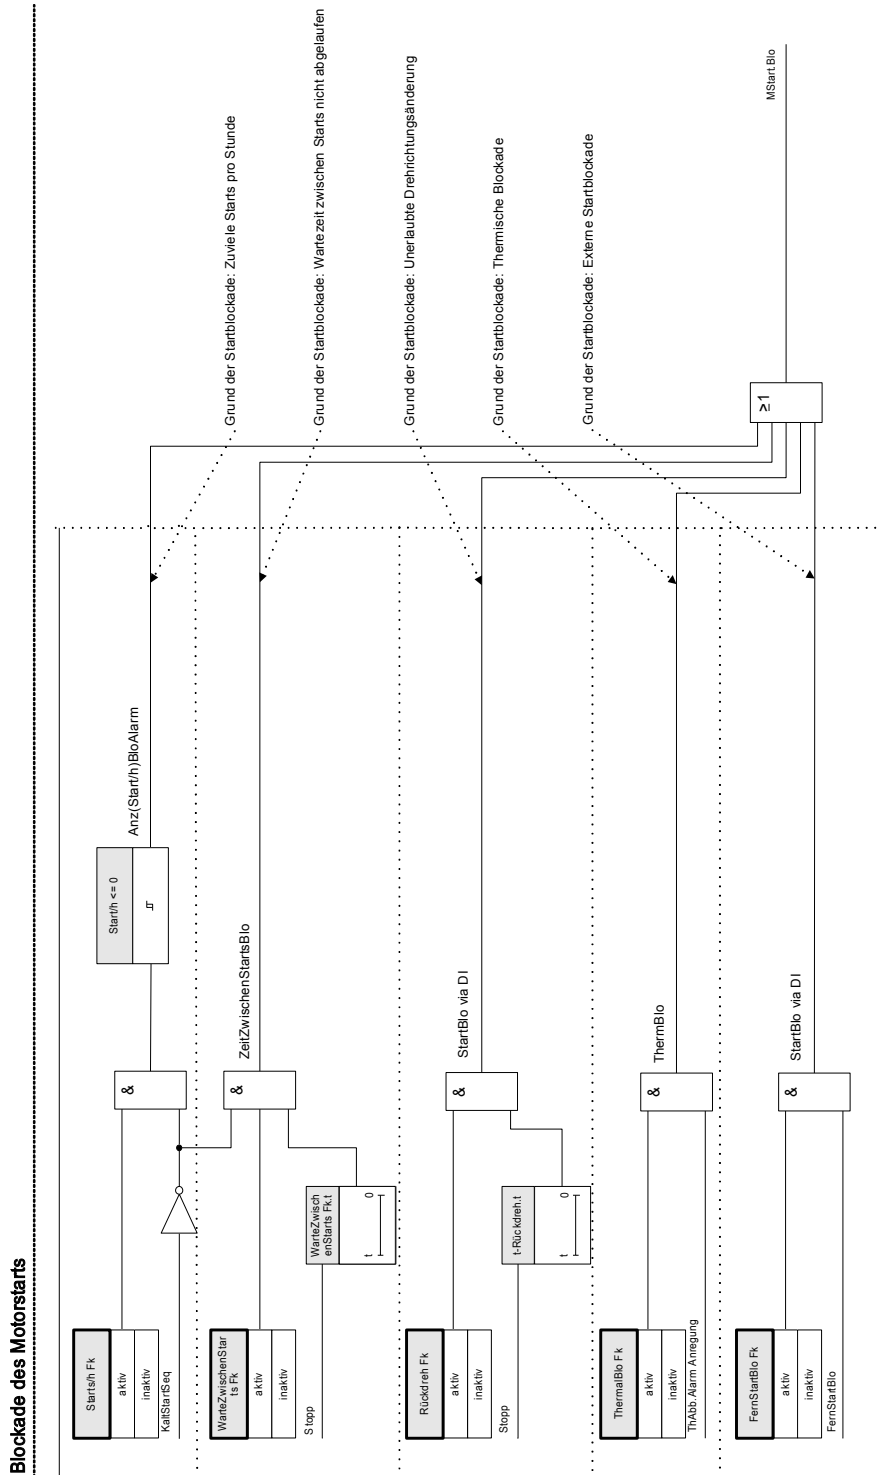 Blockade des Motorstarts
Starts/h Fk
aktiv
inaktiv
KaltStartSeq
&
Start/h <= 0
Anz(Start/h)BloAlarm
Grund der Startblockade: Zuviele Starts pro Stunde
WarteZwischenStar
ts Fk
aktiv
inaktiv
Stopp
WarteZwisch
enStarts Fk.t
t
0
&
ZeitZwischenStartsBlo
Grund der Startblockade: Wartezeit zwischen Starts nicht abgelaufen
Rückdreh Fk
aktiv
inaktiv
Stopp
t-Rückdreh.t
t
0
&
StartBlo via DI
Grund der Startblockade: Unerlaubte Drehrichtungsänderung
ThermalBlo Fk
aktiv
inaktiv
ThAbb.Alarm Anregung
&
ThermBlo
Grund der Startblockade: Thermische Blockade
FernStartBlo Fk
aktiv
inaktiv
FernStartBlo
&
StartBlo via DI
Grund der Startblockade: Externe Startblockade
≥1
MStart.Blo